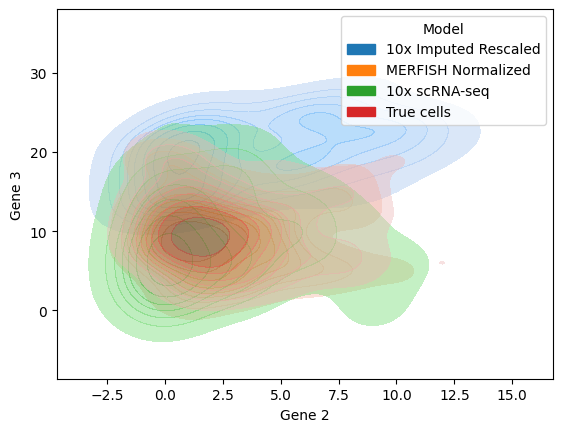 Model
10x Imputed Rescaled
MERFISH Normalized
10x scRNA-seq
True cells
30
20
10
0
Gene 3
−2.5 0.0 2.5 5.0 7.5 10.0 12.5 15.0
Gene 2